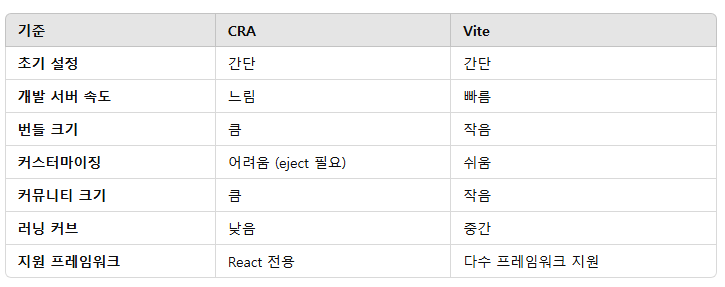 기준 CRA Vite
초기 설정 간단 간단
개발 서버 속도 느림 빠름
번들 크기 큼 작음
커스터마이징 어려움 (eject 필요) 쉬움
커뮤니티 크기 큼 작음
러닝 커브 낮음 중간
지원 프레임워크 React 전용 다수 프레임워크 지원